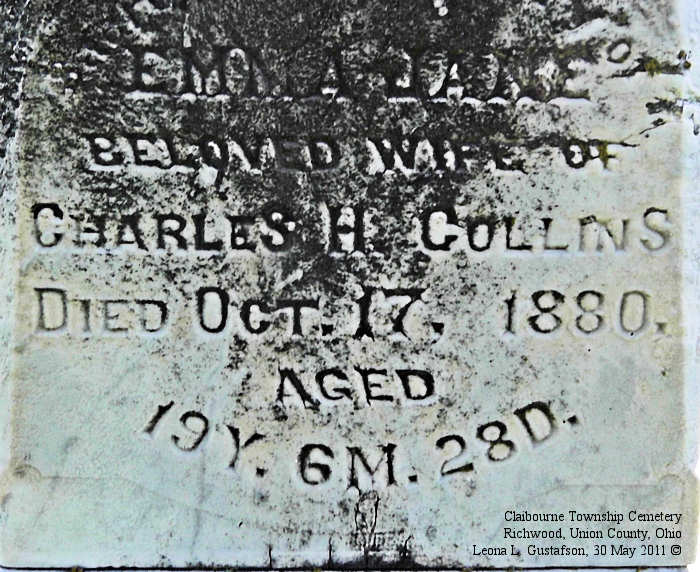 EMMA JANE
BELOVED WIFE OF
CHARLES H. COLLINS
DIED OCT. 17, 1880,
AGED
19Y. 6M. 28D.
Claibourne Township Cemetery
Richwood, Union County, Ohio
Leona L. Gustafson, 30 May 2011 ©